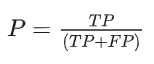 P = TP / (TP+FP)